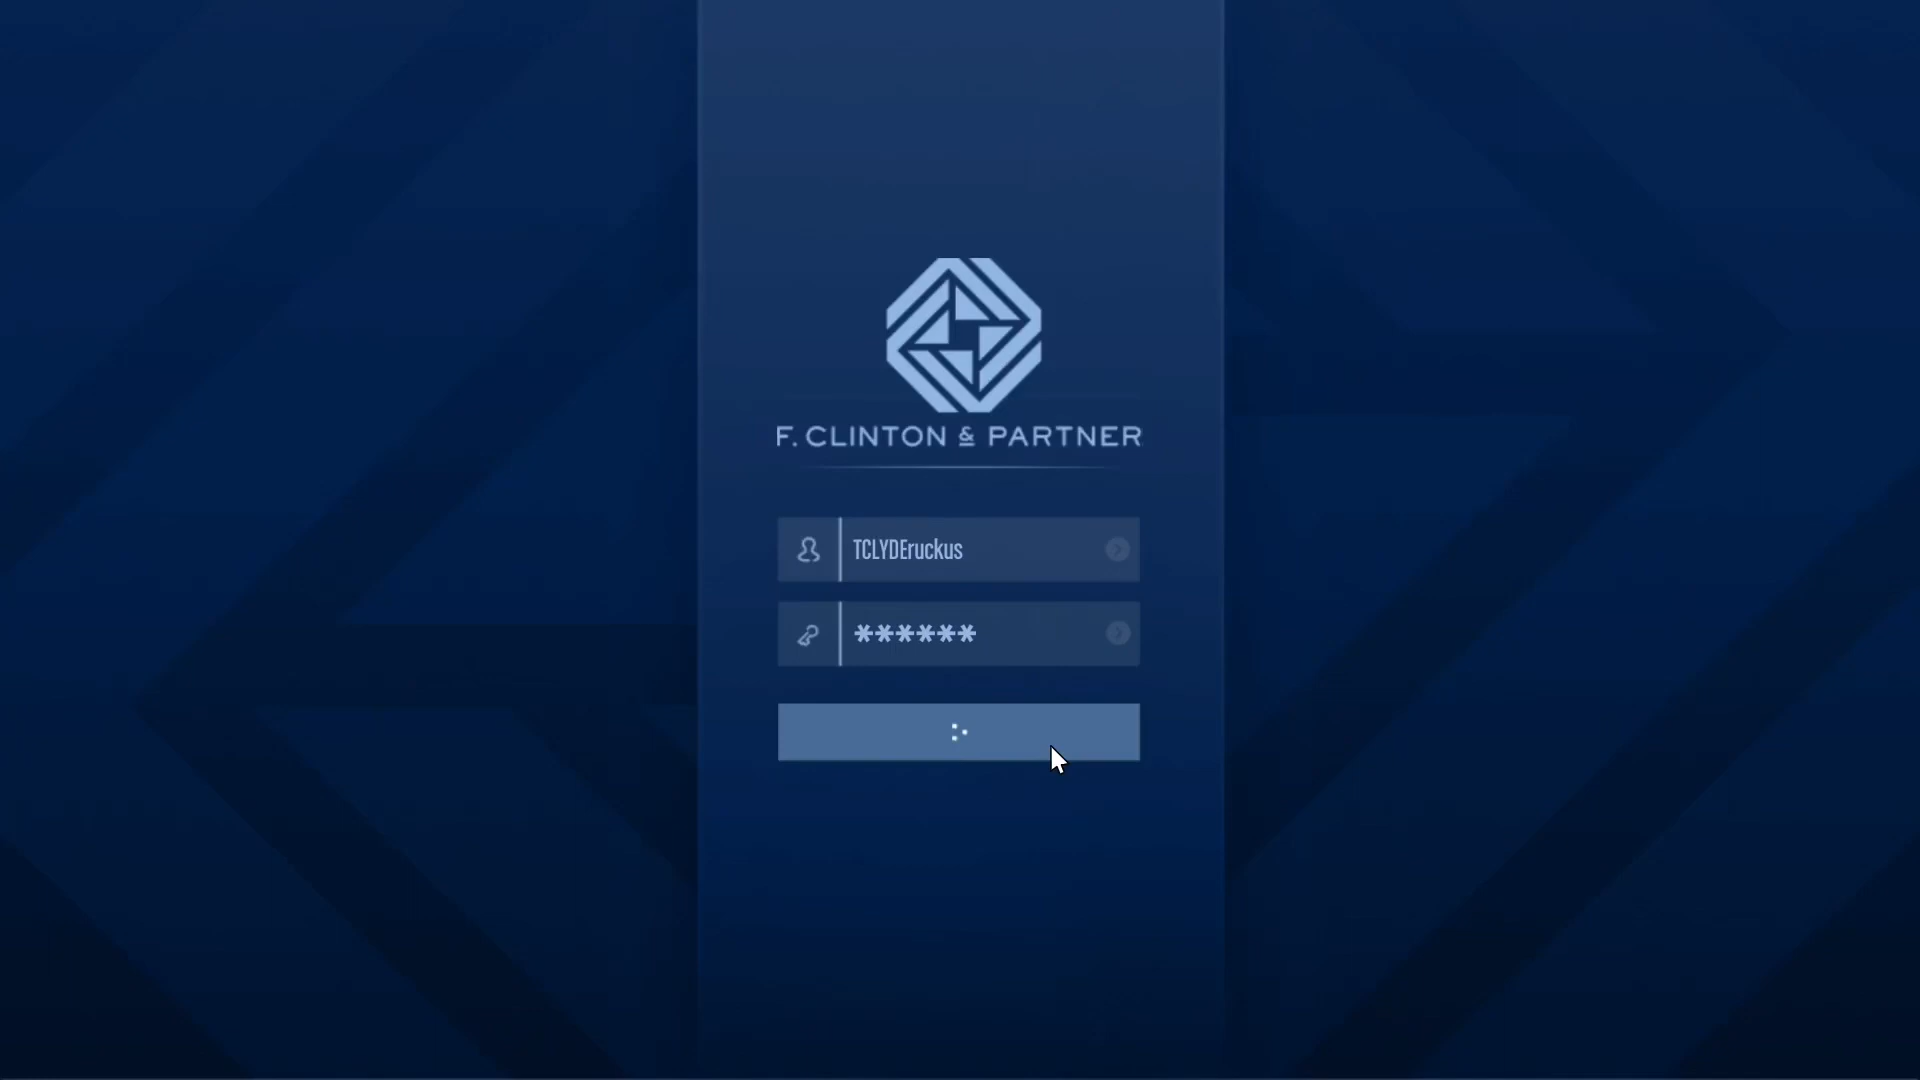 F. CLINTON & PARTNER
TCLYDEruckus
******